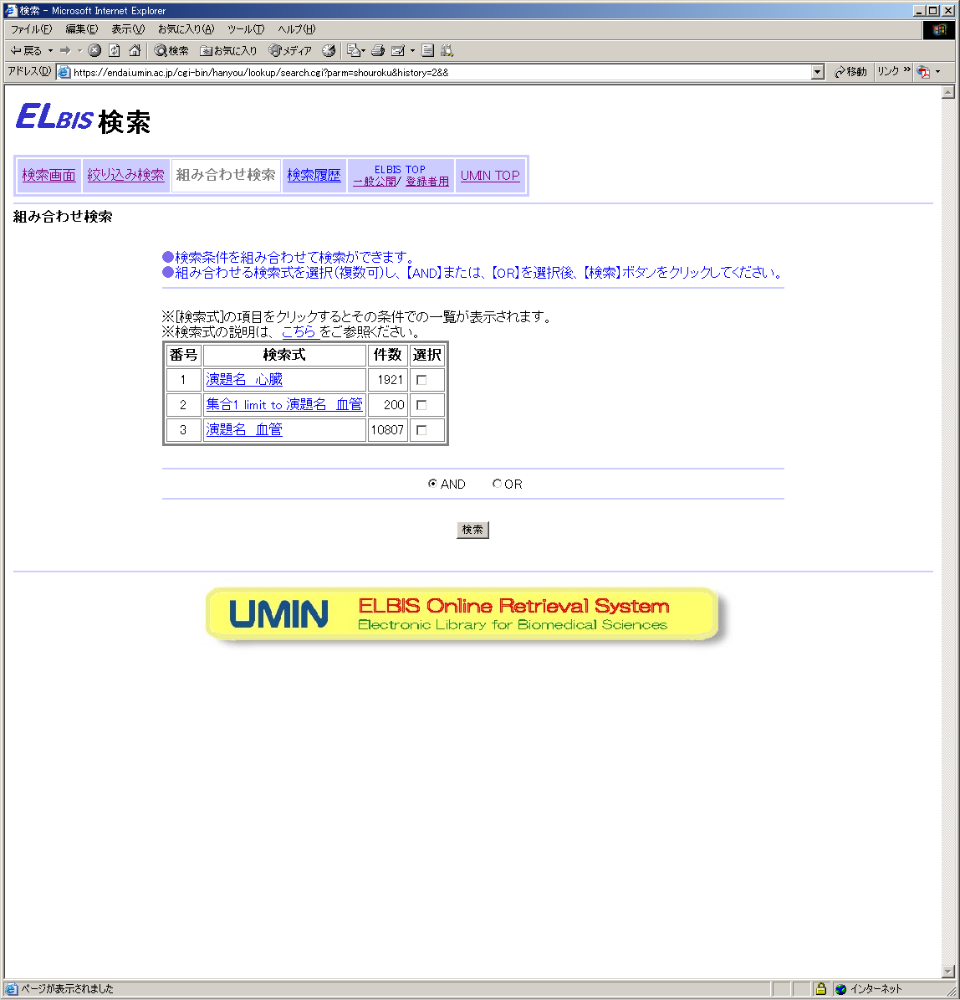 検索 - Microsoft Internet Explorer
ファイル(F) 編集(E) 表示(V) お気に入り(A) ツール(T) ヘルプ(H)
戻る 検索 お気に入り メディア
アドレス(D) https://endai.umin.ac.jp/cgi-bin/hanyou/lookup/search.cgi?parm=shouroku&history=2&& 移動 リンク »
ELBIS 検索
検索画面 絞り込み検索 組み合わせ検索 検索履歴 ELBIS TOP 一般公開/ 登録者用 UMIN TOP
組み合わせ検索
●検索条件を組み合わせて検索ができます。
●組み合わせる検索式を選択(複数可)し、【AND】または、【OR】を選択後、【検索】ボタンをクリックしてください。
※[検索式]の項目をクリックするとその条件での一覧が表示されます。
※検索式の説明は、こちら をご参照ください。
番号 検索式 件数 選択
1 演題名 心臓 1921
2 集合1 limit to 演題名 血管 200
3 演題名 血管 10807
AND OR
検索
UMIN ELBIS Online Retrieval System
Electronic Library for Biomedical Sciences
ページが表示されました インターネット